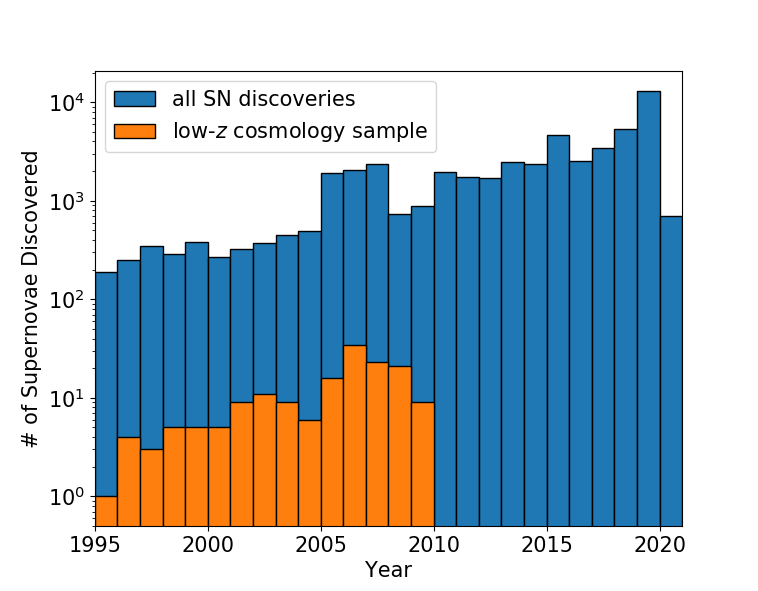 all SN discoveries
low-z cosmology sample
# of Supernovae Discovered
10⁴
10³
10²
10¹
10⁰
1995 2000 2005 2010 2015 2020
Year